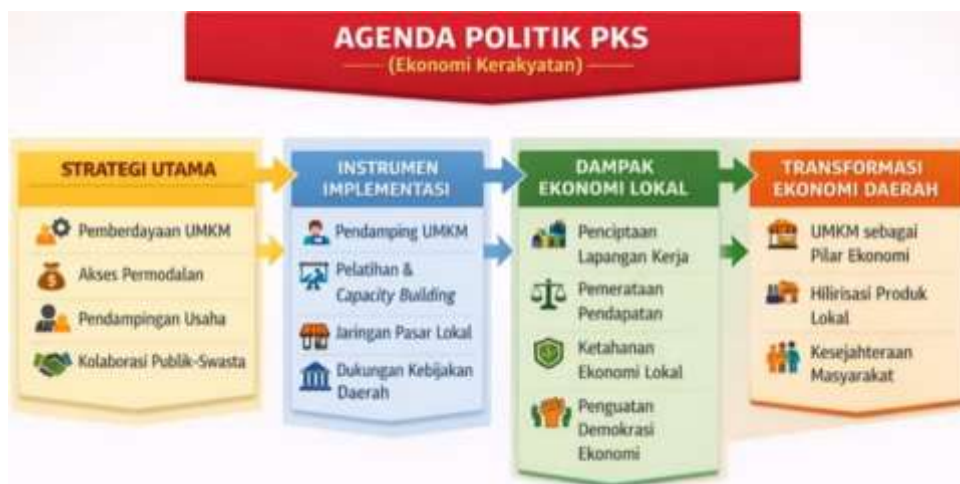 AGENDA POLITIK PKS
(Ekonomi Kerakyatan)
STRATEGI UTAMA
Pemberdayaan UMKM
Akses Permodalan
Pendampingan Usaha
Kolaborasi Publik-Swasta
INSTRUMEN
IMPLEMENTASI
Pendamping UMKM
Pelatihan &
Capacity Building
Jaringan Pasar Lokal
Dukungan Kebijakan
Daerah
DAMPAK
EKONOMI LOKAL
Penciptaan
Lapangan Kerja
Pemerataan
Pendapatan
Ketahanan
Ekonomi Lokal
Penguatan
Demokrasi
Ekonomi
TRANSFORMASI
EKONOMI DAERAH
UMKM sebagai
Pilar Ekonomi
Hilirisasi Produk
Lokal
Kesejahteraan
Masyarakat